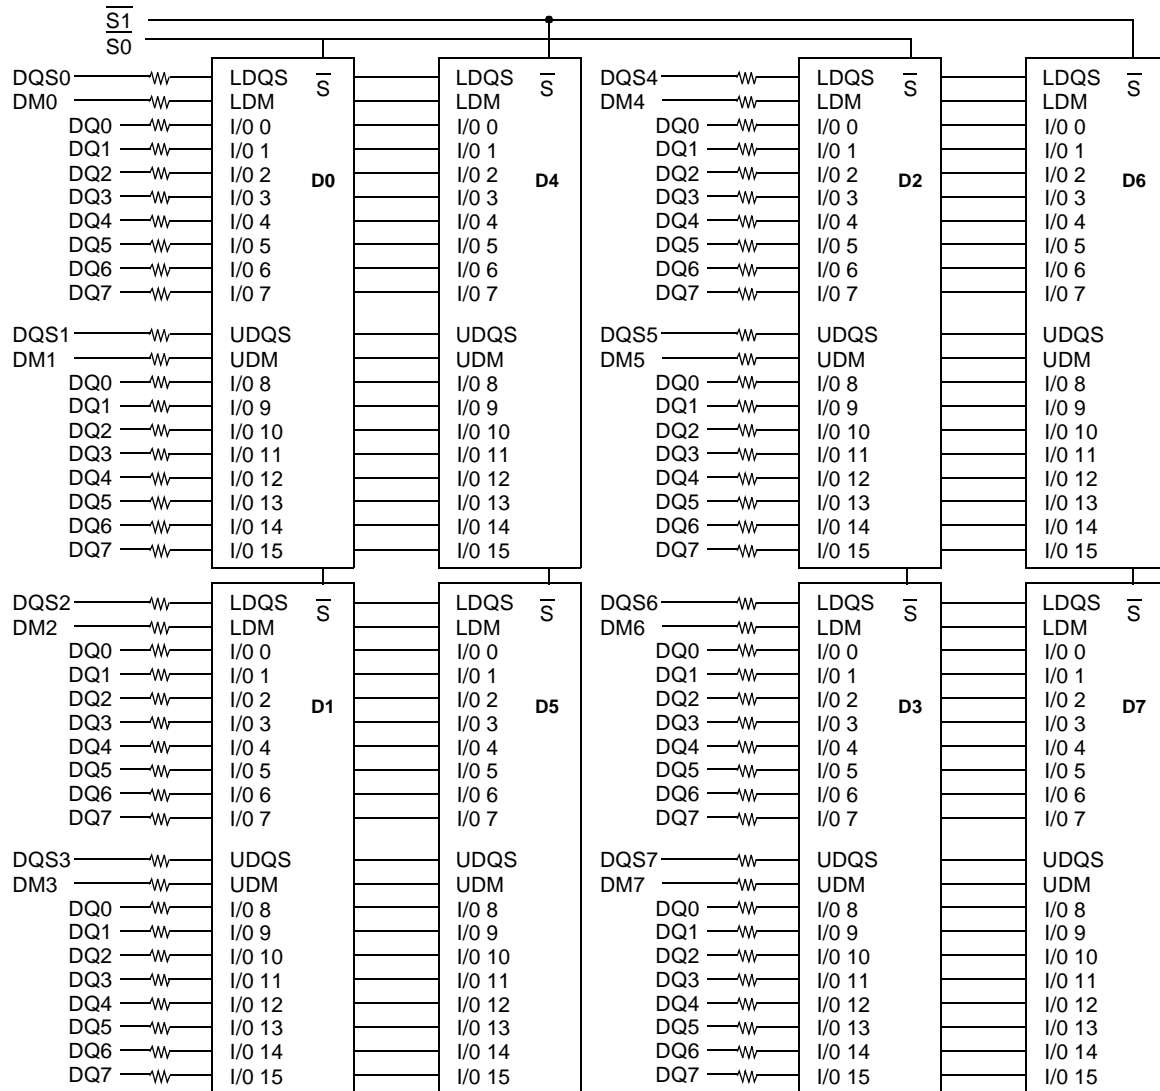 S1
S0
DQS0 LDQS S LDQS S DQS4 LDQS S LDQS S
DM0 LDM LDM DM4 LDM LDM
DQ0 I/0 0 I/0 0 DQ0 I/0 0 I/0 0
DQ1 I/0 1 I/0 1 DQ1 I/0 1 I/0 1
DQ2 I/0 2 D0 I/0 2 D4 DQ2 I/0 2 D2 I/0 2 D6
DQ3 I/0 3 I/0 3 DQ3 I/0 3 I/0 3
DQ4 I/0 4 I/0 4 DQ4 I/0 4 I/0 4
DQ5 I/0 5 I/0 5 DQ5 I/0 5 I/0 5
DQ6 I/0 6 I/0 6 DQ6 I/0 6 I/0 6
DQ7 I/0 7 I/0 7 DQ7 I/0 7 I/0 7
DQS1 UDQS UDQS DQS5 UDQS UDQS
DM1 UDM UDM DM5 UDM UDM
DQ0 I/0 8 I/0 8 DQ0 I/0 8 I/0 8
DQ1 I/0 9 I/0 9 DQ1 I/0 9 I/0 9
DQ2 I/0 10 I/0 10 DQ2 I/0 10 I/0 10
DQ3 I/0 11 I/0 11 DQ3 I/0 11 I/0 11
DQ4 I/0 12 I/0 12 DQ4 I/0 12 I/0 12
DQ5 I/0 13 I/0 13 DQ5 I/0 13 I/0 13
DQ6 I/0 14 I/0 14 DQ6 I/0 14 I/0 14
DQ7 I/0 15 I/0 15 DQ7 I/0 15 I/0 15
DQS2 LDQS S LDQS S DQS6 LDQS S LDQS S
DM2 LDM LDM DM6 LDM LDM
DQ0 I/0 0 I/0 0 DQ0 I/0 0 I/0 0
DQ1 I/0 1 I/0 1 DQ1 I/0 1 I/0 1
DQ2 I/0 2 D1 I/0 2 D5 DQ2 I/0 2 D3 I/0 2 D7
DQ3 I/0 3 I/0 3 DQ3 I/0 3 I/0 3
DQ4 I/0 4 I/0 4 DQ4 I/0 4 I/0 4
DQ5 I/0 5 I/0 5 DQ5 I/0 5 I/0 5
DQ6 I/0 6 I/0 6 DQ6 I/0 6 I/0 6
DQ7 I/0 7 I/0 7 DQ7 I/0 7 I/0 7
DQS3 UDQS UDQS DQS7 UDQS UDQS
DM3 UDM UDM DM7 UDM UDM
DQ0 I/0 8 I/0 8 DQ0 I/0 8 I/0 8
DQ1 I/0 9 I/0 9 DQ1 I/0 9 I/0 9
DQ2 I/0 10 I/0 10 DQ2 I/0 10 I/0 10
DQ3 I/0 11 I/0 11 DQ3 I/0 11 I/0 11
DQ4 I/0 12 I/0 12 DQ4 I/0 12 I/0 12
DQ5 I/0 13 I/0 13 DQ5 I/0 13 I/0 13
DQ6 I/0 14 I/0 14 DQ6 I/0 14 I/0 14
DQ7 I/0 15 I/0 15 DQ7 I/0 15 I/0 15